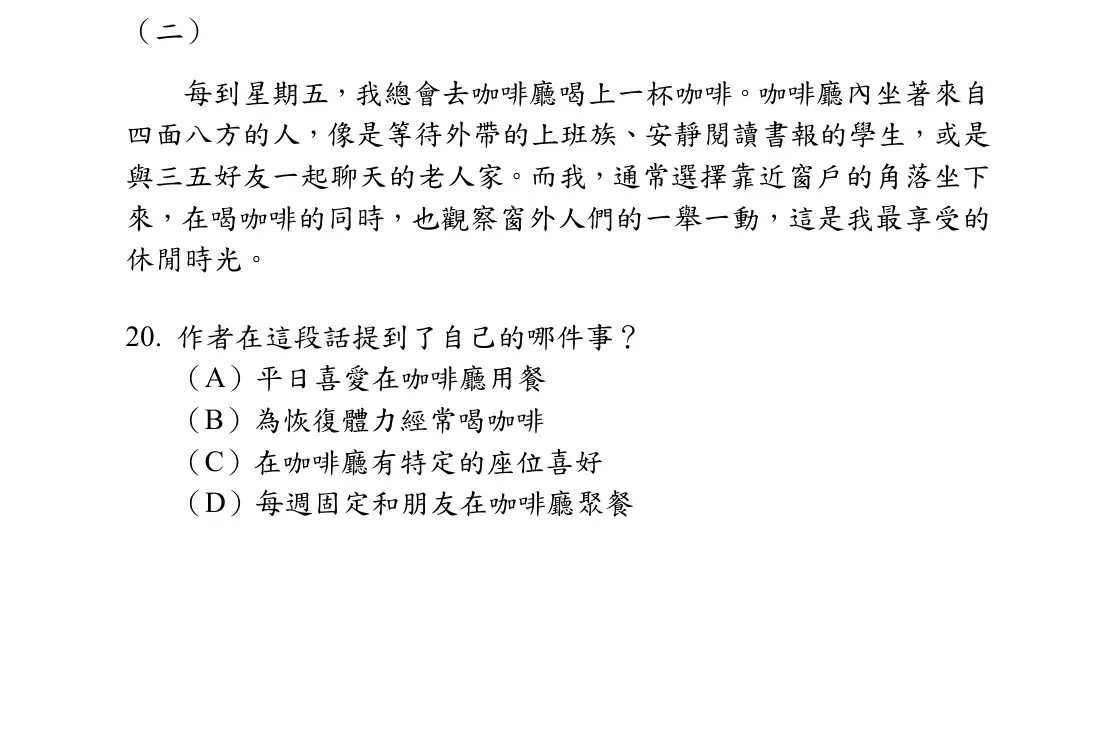 （二）
每到星期五，我總會去咖啡廳喝上一杯咖啡。咖啡廳內坐著來自
四面八方的人，像是等待外帶的上班族、安靜閱讀書報的學生，或是
與三五好友一起聊天的老人家。而我，通常選擇靠近窗戶的角落坐下
來，在喝咖啡的同時，也觀察窗外人們的一舉一動，這是我最享受的
休閒時光。
20. 作者在這段話提到了自己的哪件事？
（A）平日喜愛在咖啡廳用餐
（B）為恢復體力經常喝咖啡
（C）在咖啡廳有特定的座位喜好
（D）每週固定和朋友在咖啡廳聚餐